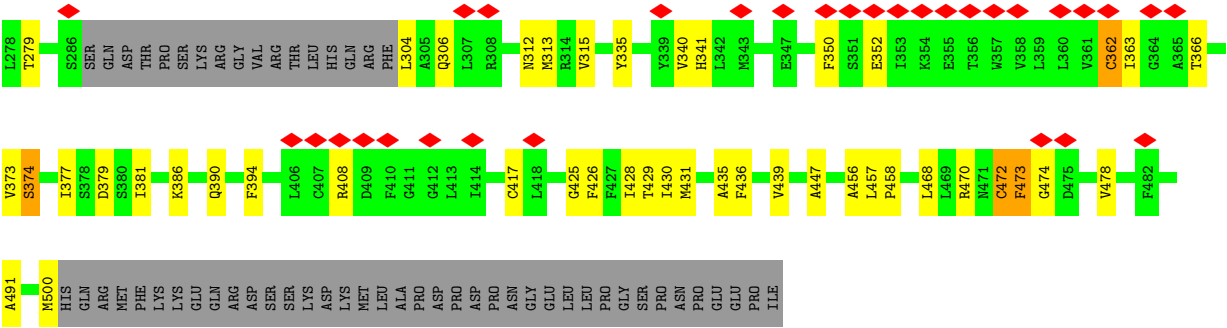 L278 T279 S286 SER GLN ASP THR PRO SER LYS ARG GLY VAL ARG THR LEU HIS GLN ARG PHE L304 A305 Q306 L307 R308 N312 M313 R314 V315 Y335 Y339 V340 H341 L342 M343 E347 F350 S351 E352 I353 K354 E355 T356 W357 V358 L359 L360 V361 C362 I363 G364 A365 T366
V373 S374 I377 S378 D379 S380 I381 K386 Q390 F394 L406 C407 R408 D409 F410 G411 G412 L413 I414 C417 L418 G425 F426 F427 I428 T429 I430 M431 A435 F436 V439 A447 A456 L457 P458 L468 L469 R470 N471 C472 F473 G474 D475 V478 F482
A491 M500 HIS GLN ARG MET PHE LYS LYS GLU GLN ARG ASP SER SER LYS ASP LYS MET LEU ALA PRO ASP PRO ASP PRO ASN GLY GLU LEU LEU PRO GLY SER PRO ASN PRO GLU GLU PRO ILE